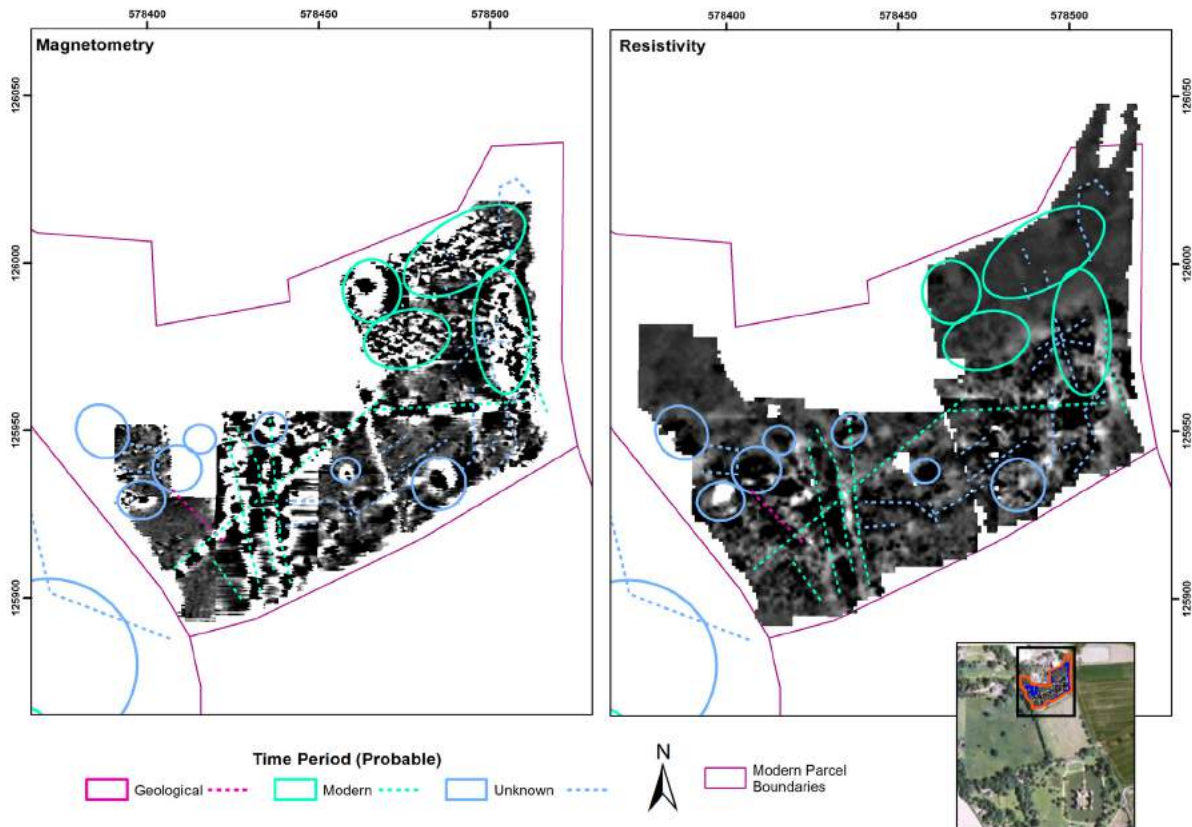 578400 578450 578500 578400 578450 578500
Magnetometry
Resistivity
126050
126000
125950
125900
126050
126000
125950
125900
Time Period (Probable)
Geological
Modern
Unknown
N
Modern Parcel
Boundaries